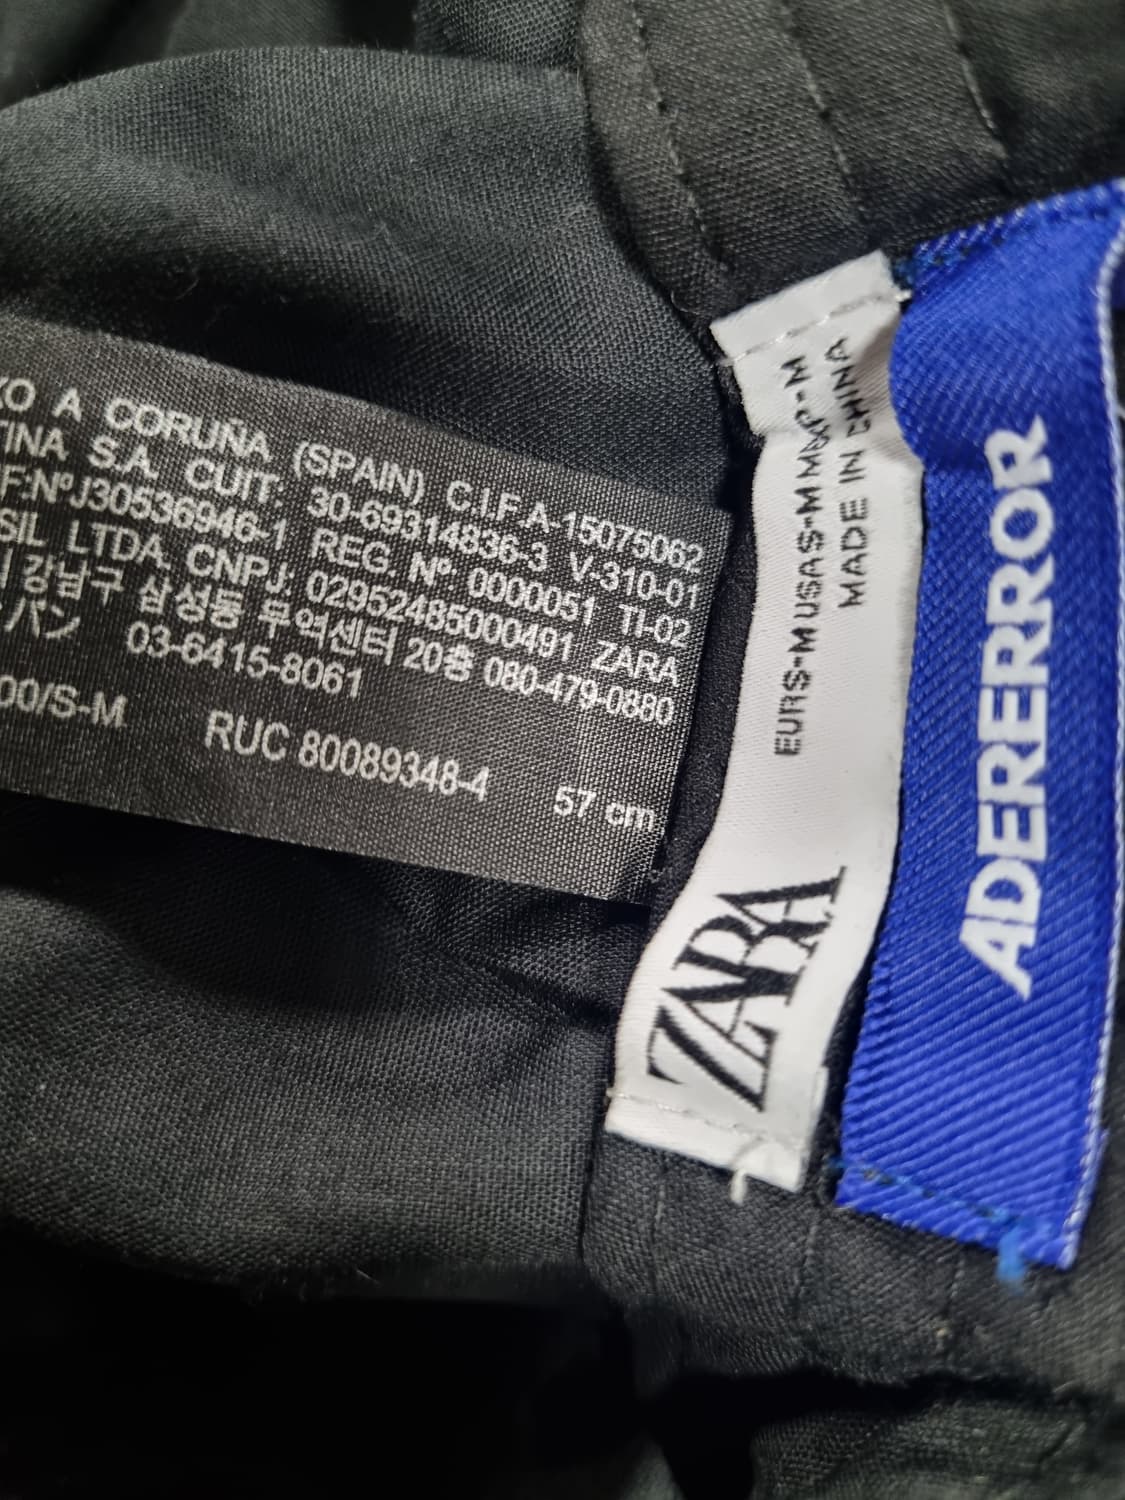 XO A CORUÑA (SPAIN) C.I.F.A-15075062
TINA S.A. CUIT: 30-69314836-3 V-310-01
F:NºJ30536946-1 REG. Nº: 0000051 TI-02
SIL LTDA. CNPJ: 02952485000491 ZARA
강남구 삼성동 무역센터 20층 080-479-0880
パン 03-6415-8061
00/S-M RUC 80089348-4 57 cm
EUR S-M USA S-M M
MADE IN CHINA
ZARA
ADERERROR